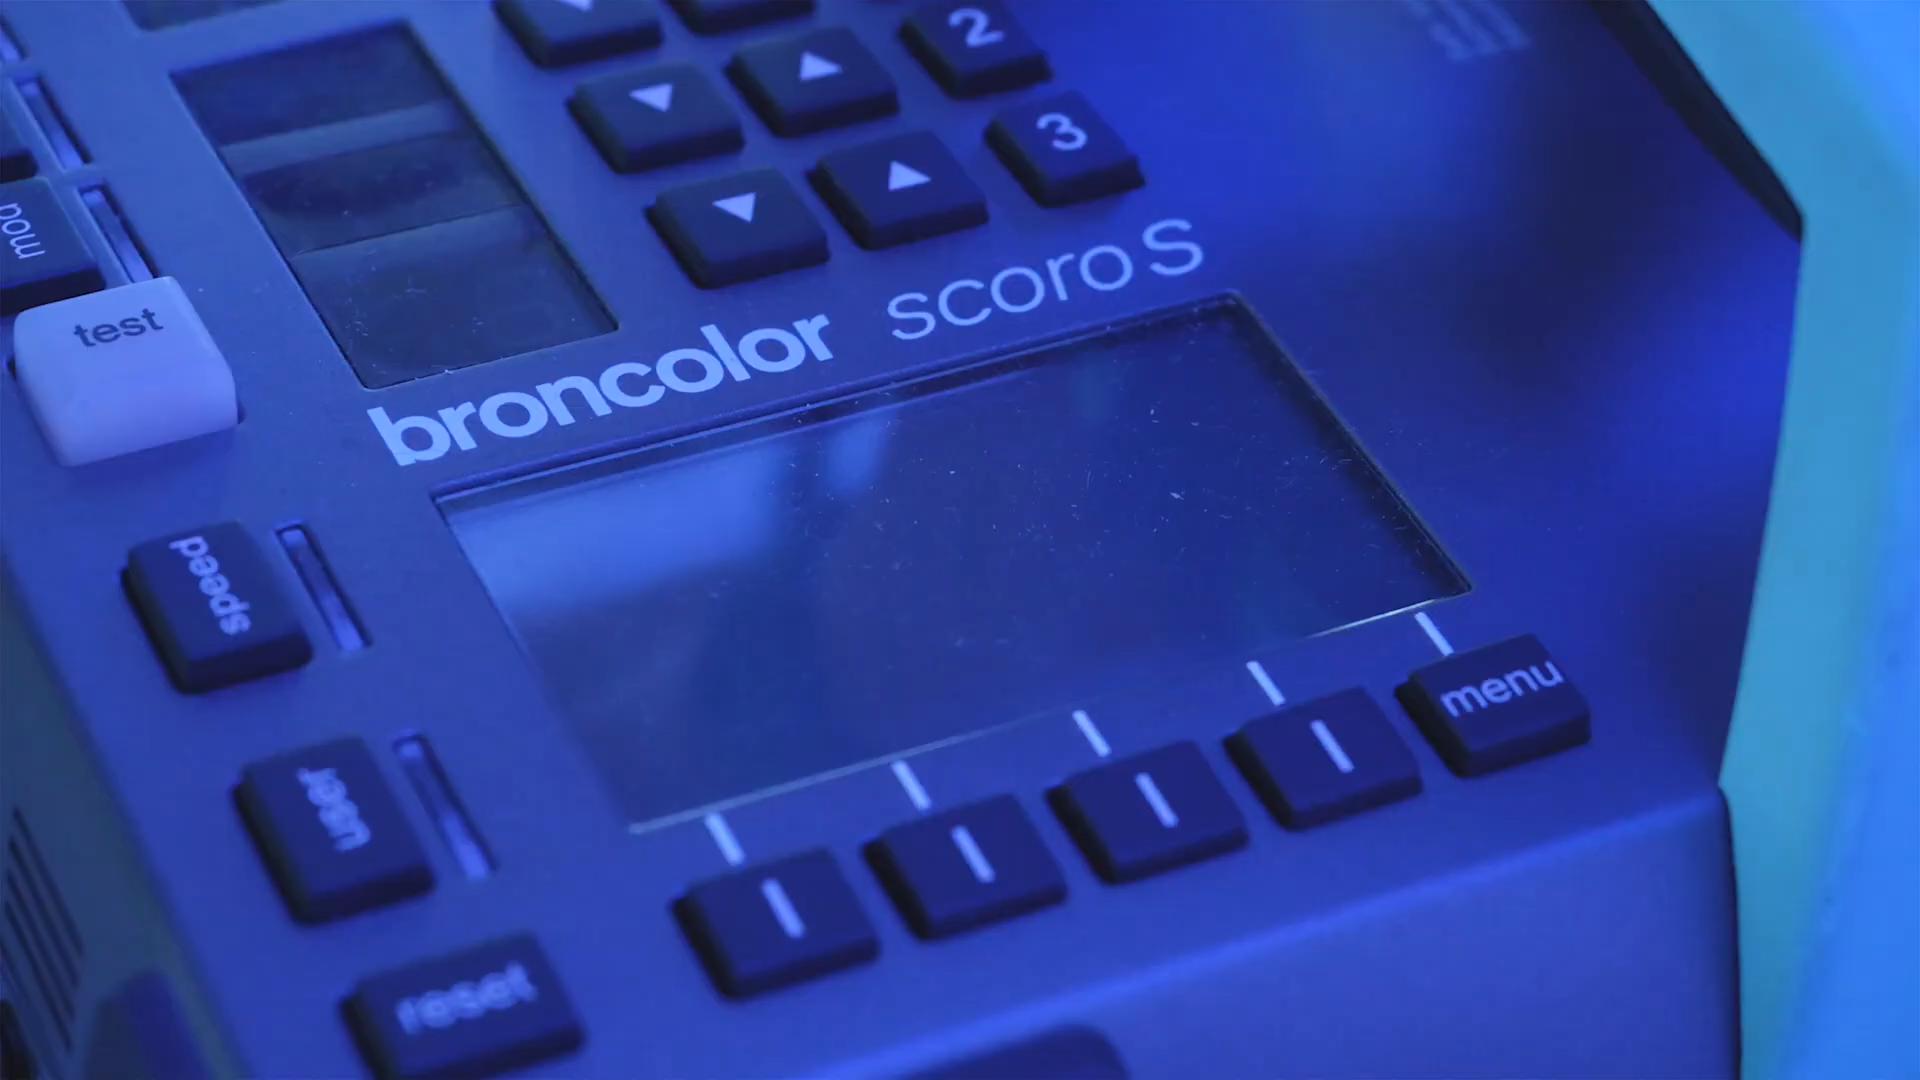 2
3
mod
test
broncolor scoro S
speed
menu
user
reset